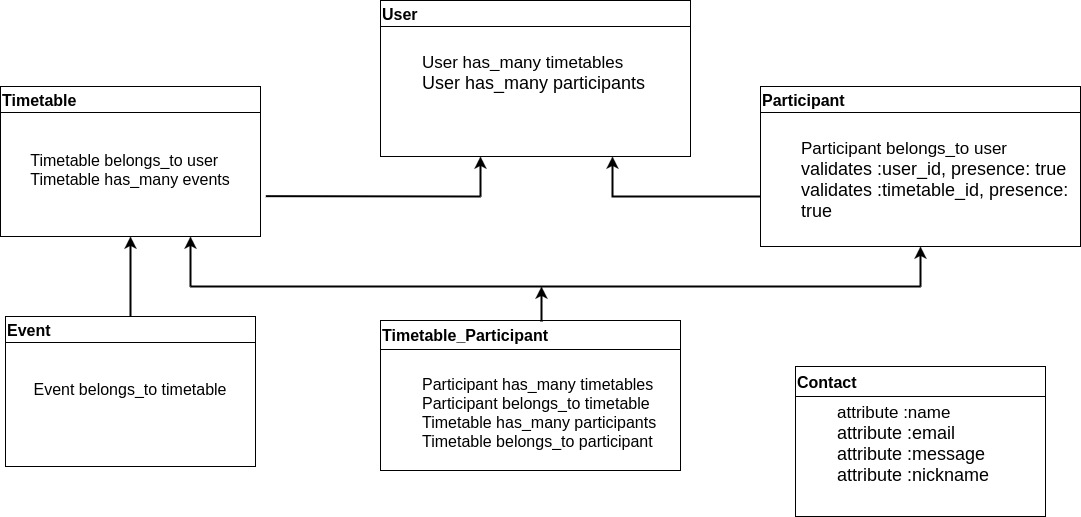 User
User has_many timetables
User has_many participants
Timetable
Timetable belongs_to user
Timetable has_many events
Participant
Participant belongs_to user
validates :user_id, presence: true
validates :timetable_id, presence:
true
Event
Event belongs_to timetable
Timetable_Participant
Participant has_many timetables
Participant belongs_to timetable
Timetable has_many participants
Timetable belongs_to participant
Contact
attribute :name
attribute :email
attribute :message
attribute :nickname